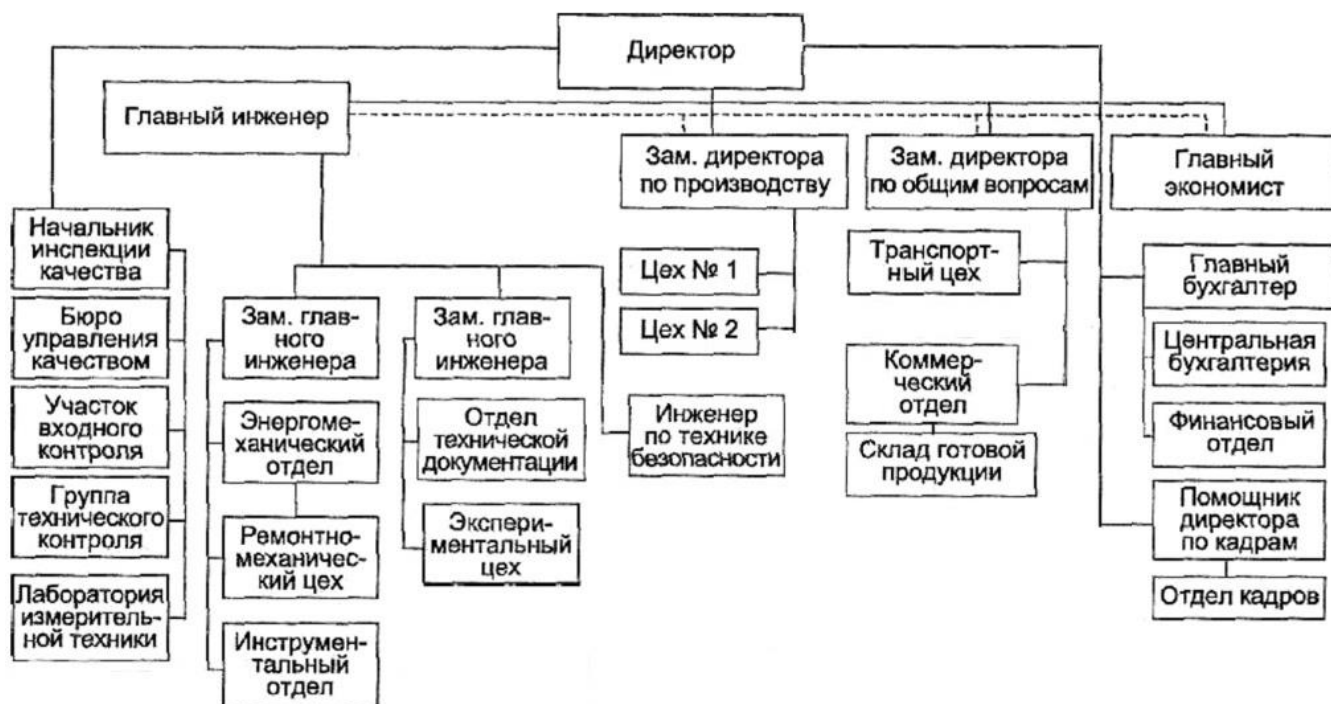 Директор
Главный инженер
Зам. директора
по производству
Зам. директора
по общим вопросам
Главный
экономист
Начальник
инспекции
качества
Бюро
управления
качеством
Участок
входного
контроля
Группа
технического
контроля
Лаборатория
измеритель-
ной техники
Зам. глав-
ного
инженера
Энергоме-
ханический
отдел
Ремонтно-
механичес-
кий цех
Инструмен-
тальный
отдел
Зам. глав-
ного
инженера
Отдел
технической
документации
Экспери-
ментальный
цех
Цех № 1
Цех № 2
Инженер
по технике
безопасности
Транспорт-
ный цех
Коммер-
ческий
отдел
Склад готовой
продукции
Главный
бухгалтер
Центральная
бухгалтерия
Финансовый
отдел
Помощник
директора
по кадрам
Отдел кадров